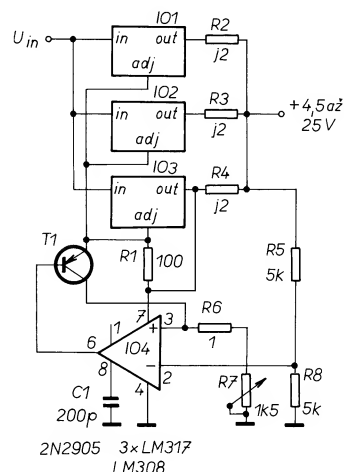 IO1
R2
U in
in out
adj
j2
IO2
R3
in out
adj
j2
+4,5 až
25V
IO3
R4
in out
adj
j2
T1
R1
100
R5
5k
7
R6
6
1
+
3
1
IO4
8
−
2
R7
R8
C1
4
1k5
5k
200p
2N2905 3×LM317
LM308